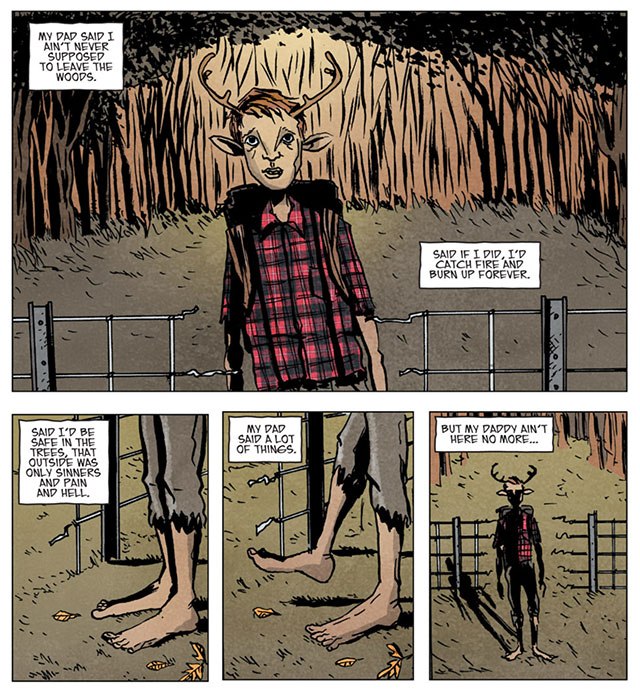 MY DAD SAID I
AIN'T NEVER
SUPPOSED
TO LEAVE THE
WOODS.
SAID IF I DID, I'D
CATCH FIRE AND
BURN UP FOREVER.
SAID I'D BE
SAFE IN THE
TREES, THAT
OUTSIDE WAS
ONLY SINNERS
AND PAIN
AND HELL.
MY DAD
SAID A LOT
OF THINGS.
BUT MY DADDY AIN'T
HERE NO MORE...